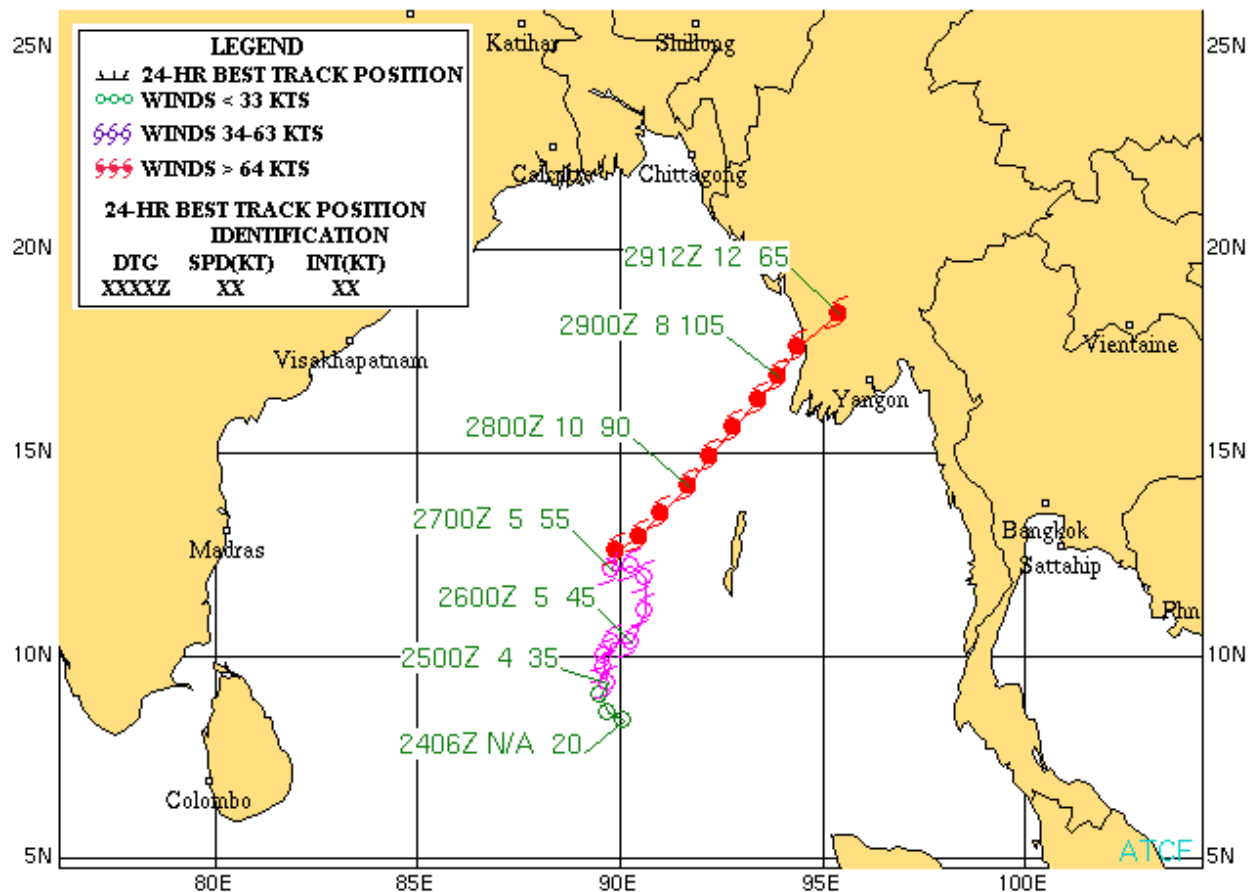 25N
25N
LEGEND
24-HR BEST TRACK POSITION
WINDS < 33 KTS
WINDS 34-63 KTS
WINDS > 64 KTS
24-HR BEST TRACK POSITION
IDENTIFICATION
DTG SPD(KT) INT(KT)
XXXXZ XX XX
Katihar
Shillong
Calcutta
Chittagong
20N
20N
2912Z 12 65
2900Z 8 105
Visakhapatnam
Vientaine
Yangon
2800Z 10 90
15N
15N
2700Z 5 55
Madras
Bangkok
Sattahip
2600Z 5 45
Phn
10N
10N
2500Z 4 35
2406Z N/A 20
Colombo
5N
5N
ATCF
80E
85E
90E
95E
100E